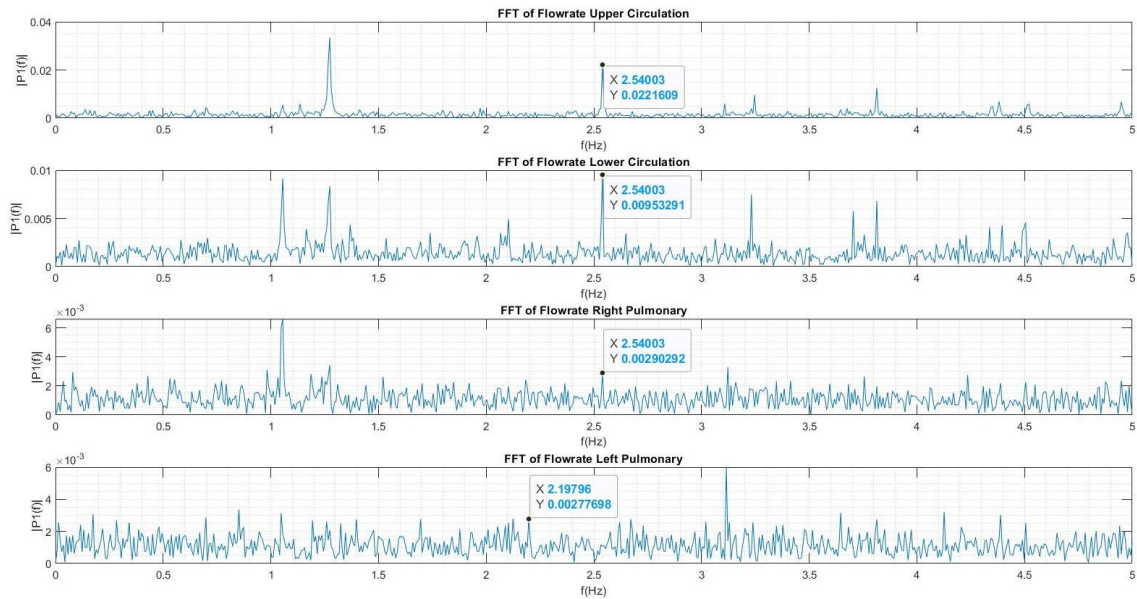 FFT of Flowrate Upper Circulation
0.04
0.02
0
|P1(f)|
X 2.54003
Y 0.0221609
0 0.5 1 1.5 2 2.5 3 3.5 4 4.5 5
f(Hz)
FFT of Flowrate Lower Circulation
0.01
0.005
0
|P1(f)|
X 2.54003
Y 0.00953291
0 0.5 1 1.5 2 2.5 3 3.5 4 4.5 5
f(Hz)
FFT of Flowrate Right Pulmonary
×10⁻³
6
4
2
0
|P1(f)|
X 2.54003
Y 0.00290292
0 0.5 1 1.5 2 2.5 3 3.5 4 4.5 5
f(Hz)
FFT of Flowrate Left Pulmonary
×10⁻³
6
4
2
0
|P1(f)|
X 2.19796
Y 0.00277698
0 0.5 1 1.5 2 2.5 3 3.5 4 4.5 5
f(Hz)